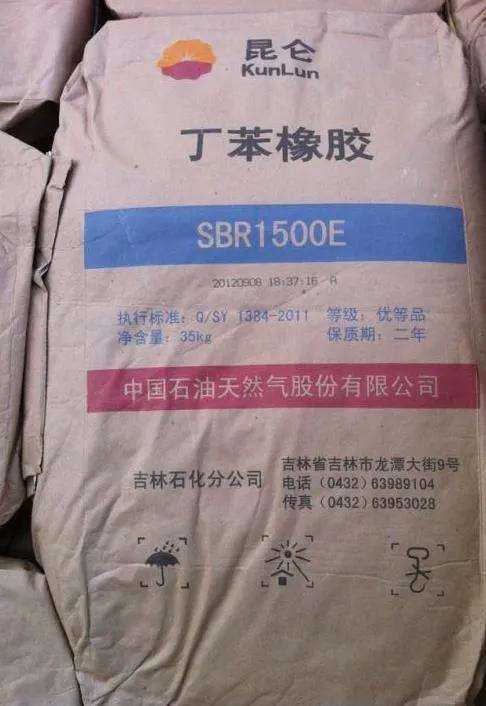 昆仑
KunLun
丁苯橡胶
SBR1500E
20120908 18:37:16 A
执行标准：Q/SY 1384-2011 等级：优等品
净含量：35kg 保质期：二年
中国石油天然气股份有限公司
吉林石化分公司
吉林省吉林市龙潭大街9号
电话（0432）63989104
传真（0432）63953028